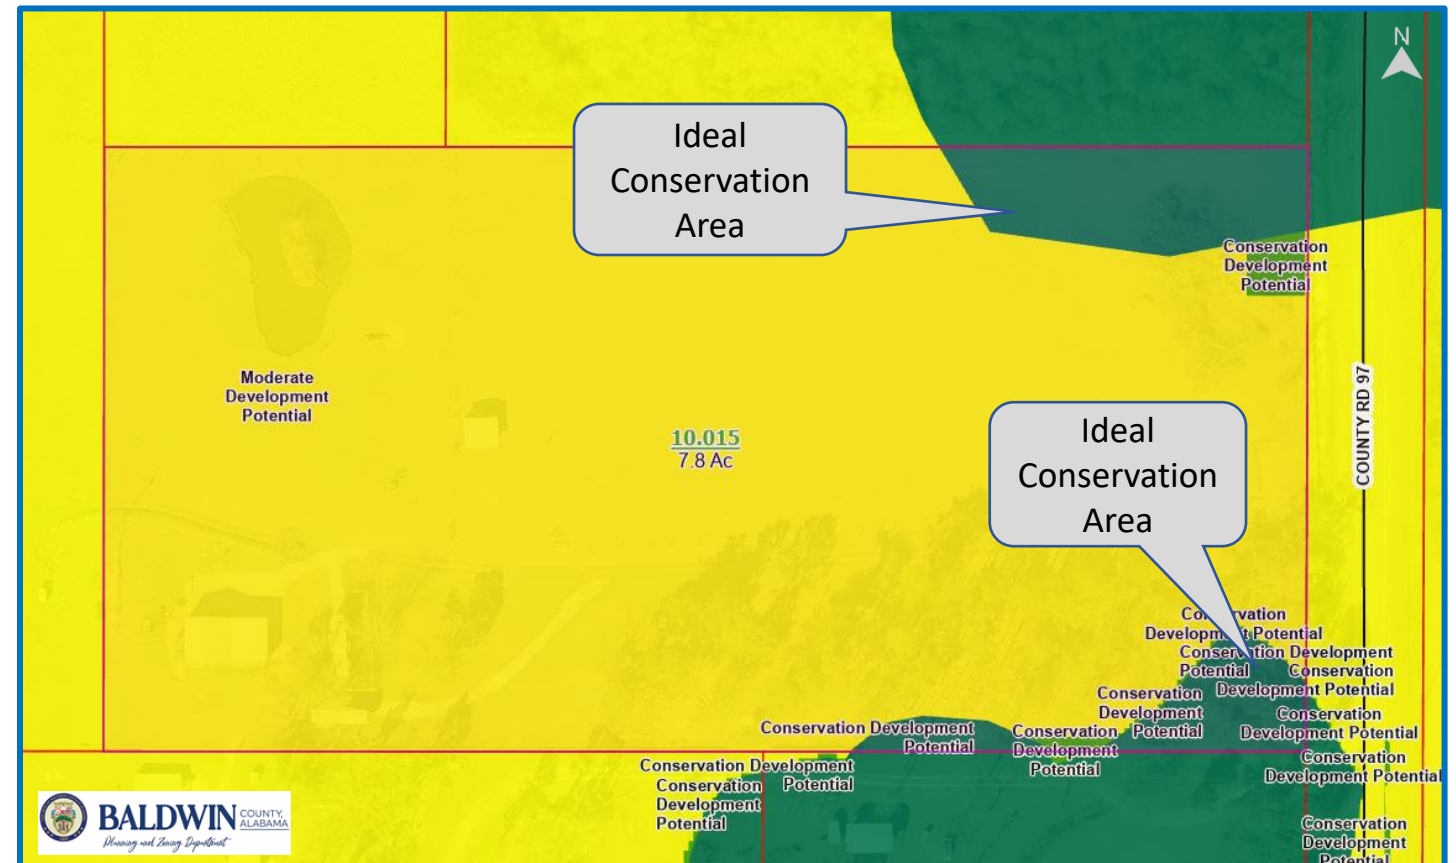 N
Ideal
Conservation
Area
Conservation
Development
Potential
Moderate
Development
Potential
COUNTY RD 97
10.015
7.8 Ac
Ideal
Conservation
Area
Conservation
Development Potential
Conservation Development
Potential
Conservation
Development Potential
Conservation
Development
Potential
Conservation
Development Potential
Conservation Development
Potential
Conservation
Development
Potential
Conservation
Development Potential
Conservation Development
Potential
Conservation
Development
Potential
Conservation
Development
Potential
BALDWIN COUNTY, ALABAMA
Planning and Zoning Department